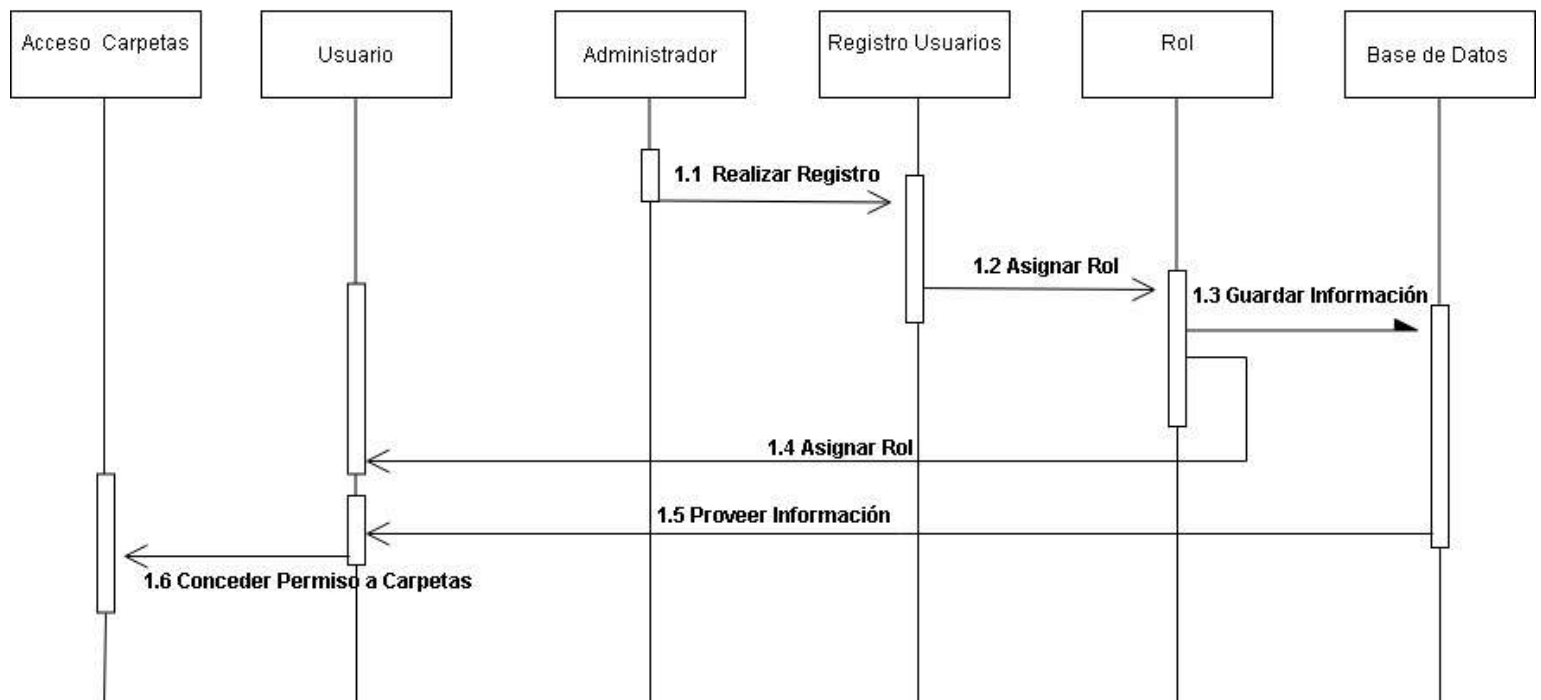 Acceso Carpetas
Usuario
Administrador
Registro Usuarios
Rol
Base de Datos
1.1 Realizar Registro
1.2 Asignar Rol
1.3 Guardar Información
1.4 Asignar Rol
1.5 Proveer Información
1.6 Conceder Permiso a Carpetas